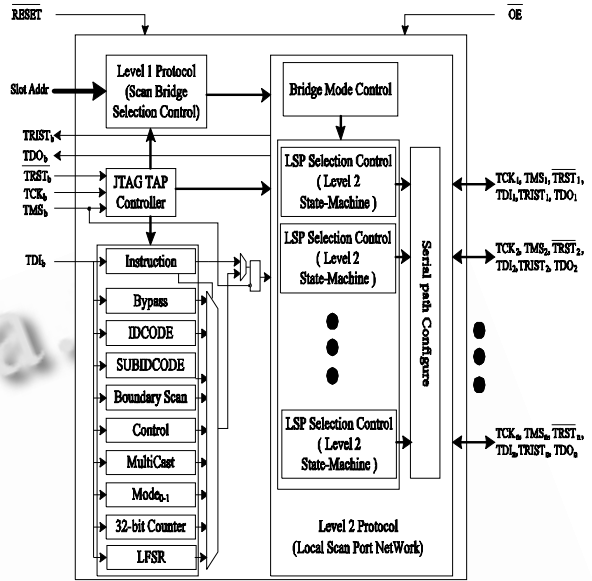 RESET
OE
Level 1 Protocol
(Scan Bridge
Selection Control)
Slot Addr
Bridge Mode Control
TRISTb
TDOb
TRSTb
TCKb
TMSb
JTAG TAP
Controller
LSP Selection Control
( Level 2
State-Machine )
TCK1, TMS1, TRST1,
TDI1, TRIST1, TDO1
TDIb
Instruction
LSP Selection Control
( Level 2
State-Machine )
TCK2, TMS2, TRST2,
TDI2, TRIST2, TDO2
Serial path Configure
Bypass
IDCODE
SUBIDCODE
Boundary Scan
Control
MultiCast
Mode0-1
32-bit Counter
LFSR
LSP Selection Control
( Level 2
State-Machine )
TCKn, TMSn, TRSTn,
TDIn, TRISTn, TDOn
Level 2 Protocol
(Local Scan Port NetWork)